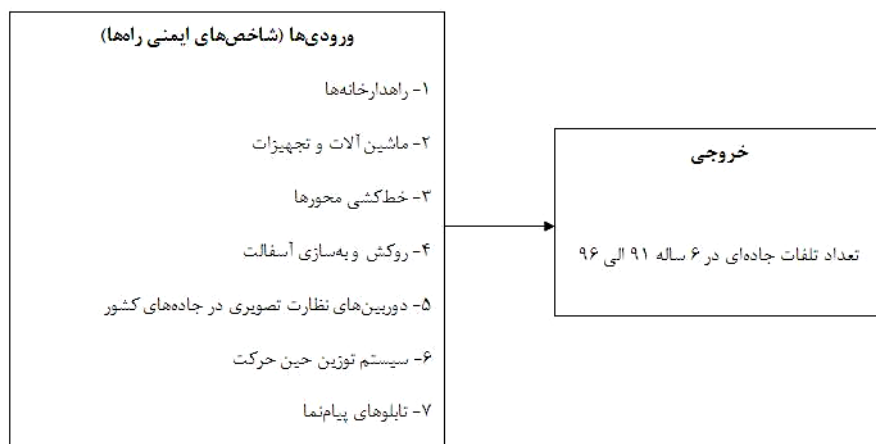 ورودی‌ها (شاخص‌های ایمنی راه‌ها)
۱- راهدارخانه‌ها
۲- ماشین آلات و تجهیزات
۳- خط‌کشی محورها
۴- روکش و به‌سازی آسفالت
۵- دوربین‌های نظارت تصویری در جاده‌های کشور
۶- سیستم توزین حین حرکت
۷- تابلوهای پیام‌نما
خروجی
تعداد تلفات جاده‌ای در ۶ ساله ۹۱ الی ۹۶